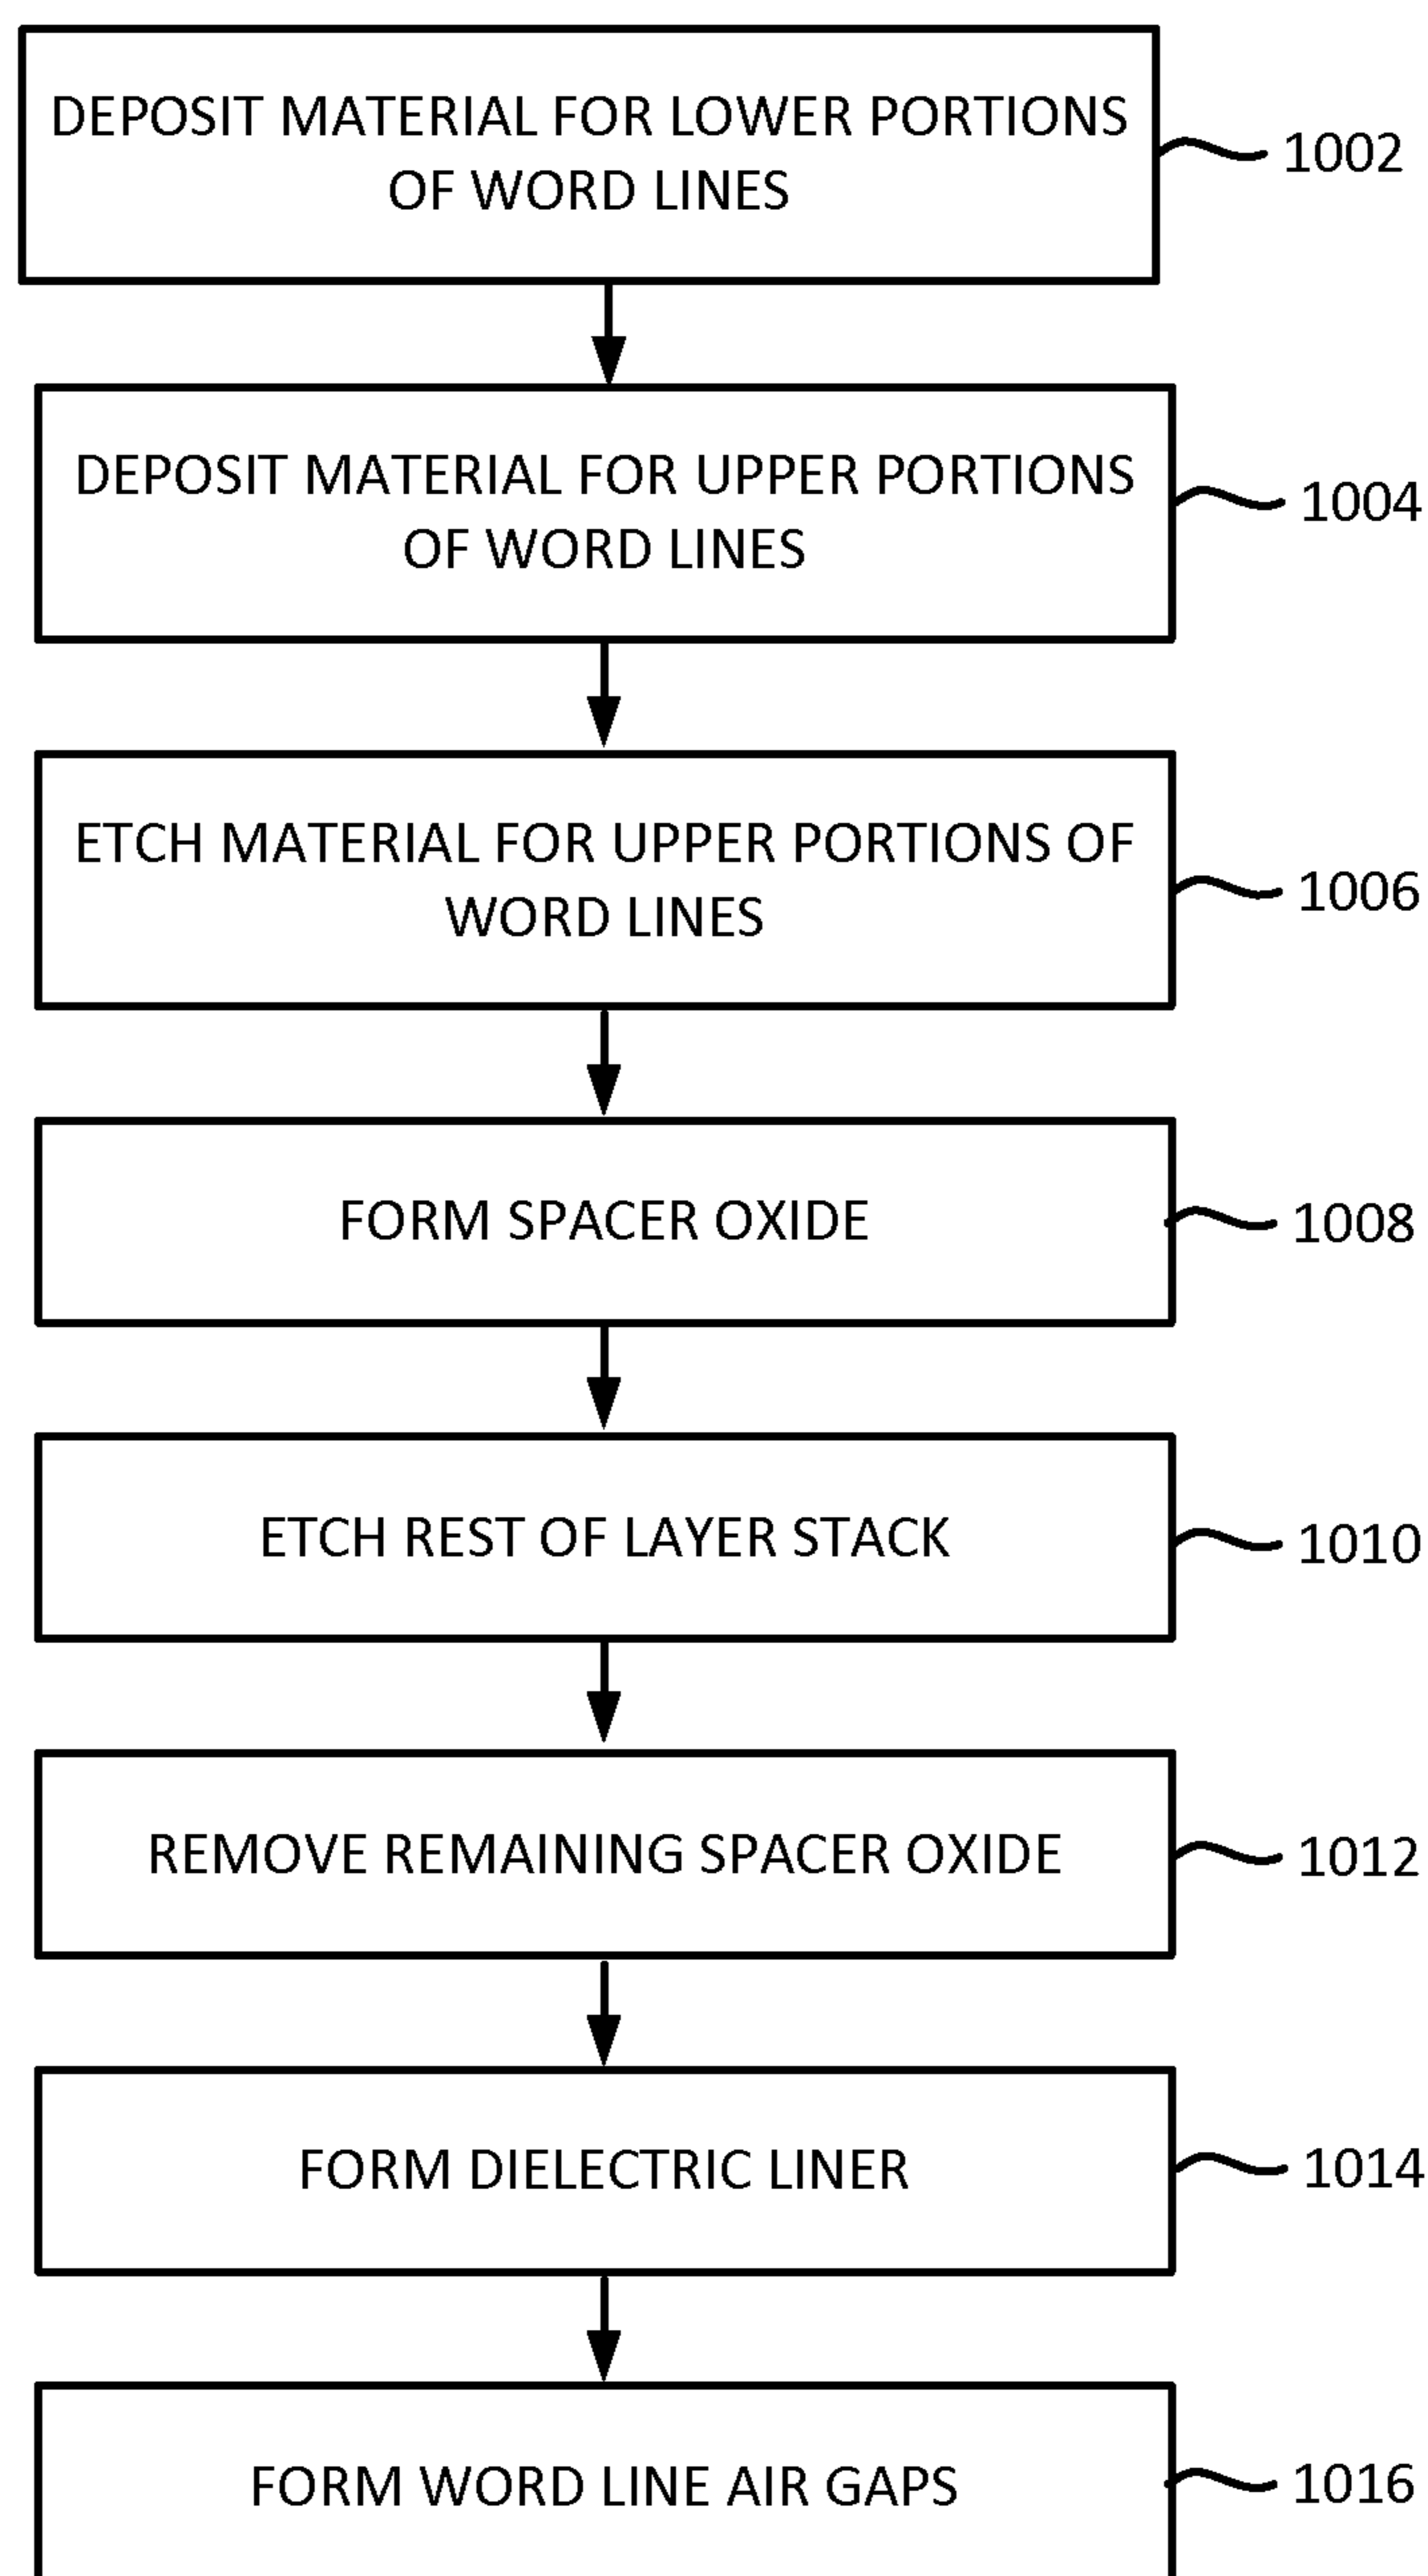 DEPOSIT MATERIAL FOR LOWER PORTIONS
OF WORD LINES
1002
DEPOSIT MATERIAL FOR UPPER PORTIONS
OF WORD LINES
1004
ETCH MATERIAL FOR UPPER PORTIONS OF
WORD LINES
1006
FORM SPACER OXIDE
1008
ETCH REST OF LAYER STACK
1010
REMOVE REMAINING SPACER OXIDE
1012
FORM DIELECTRIC LINER
1014
FORM WORD LINE AIR GAPS
1016